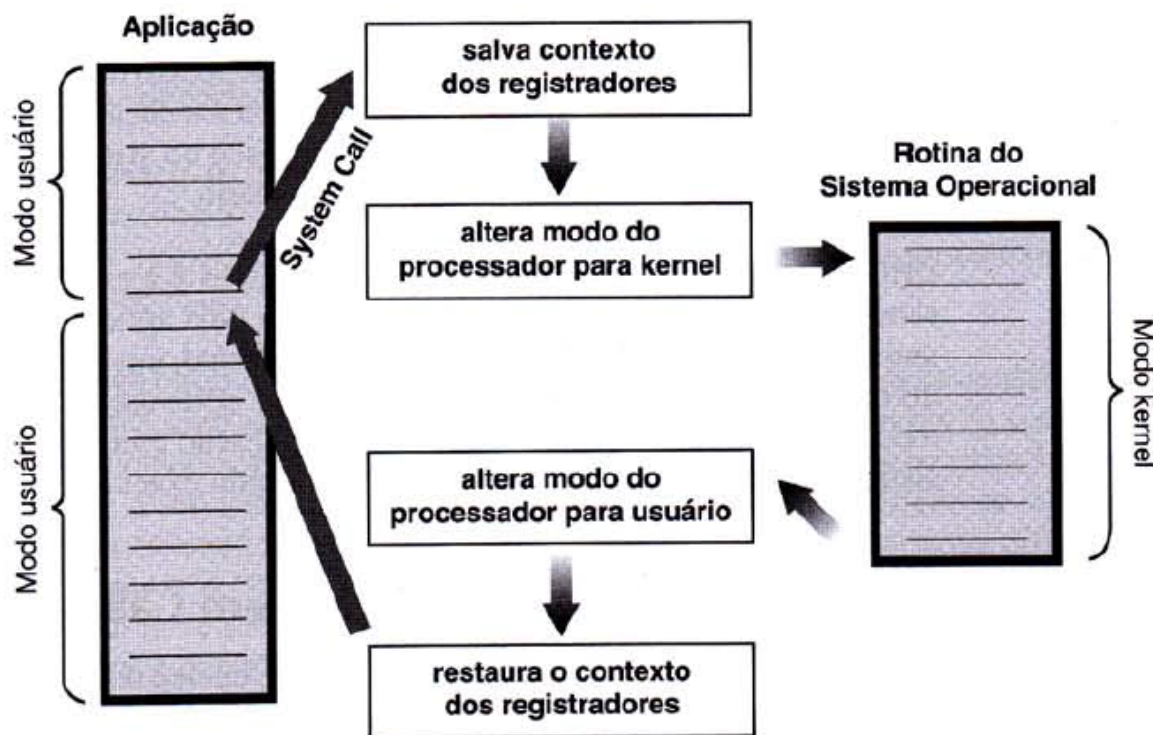 Aplicação
Modo usuário
System Call
salva contexto
dos registradores
altera modo do
processador para kernel
Rotina do
Sistema Operacional
Modo kernel
Modo usuário
altera modo do
processador para usuário
restaura o contexto
dos registradores